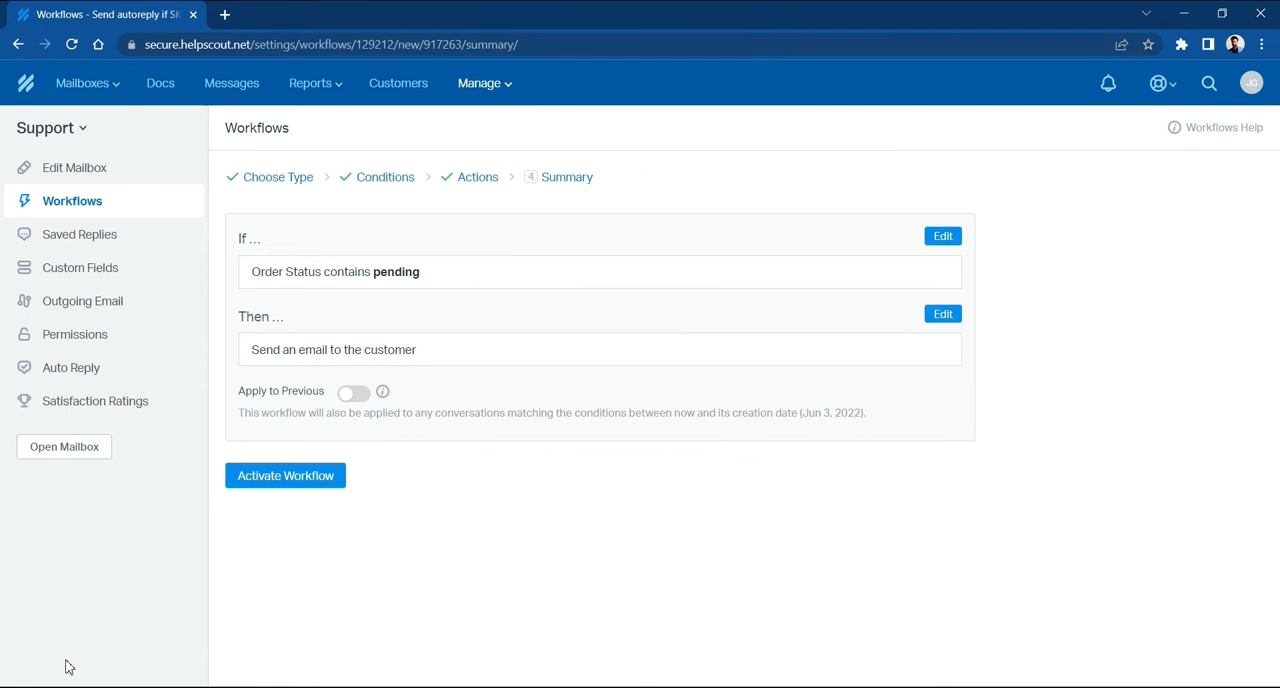 Workflows - Send autoreply if SK
secure.helpscout.net/settings/workflows/129212/new/917263/summary/
Mailboxes Docs Messages Reports Customers Manage JG
Support
Workflows
Workflows Help
Edit Mailbox
Workflows
Saved Replies
Custom Fields
Outgoing Email
Permissions
Auto Reply
Satisfaction Ratings
Open Mailbox
Choose Type Conditions Actions 4 Summary
If ...
Edit
Order Status contains pending
Then ...
Edit
Send an email to the customer
Apply to Previous
This workflow will also be applied to any conversations matching the conditions between now and its creation date (Jun 3, 2022).
Activate Workflow